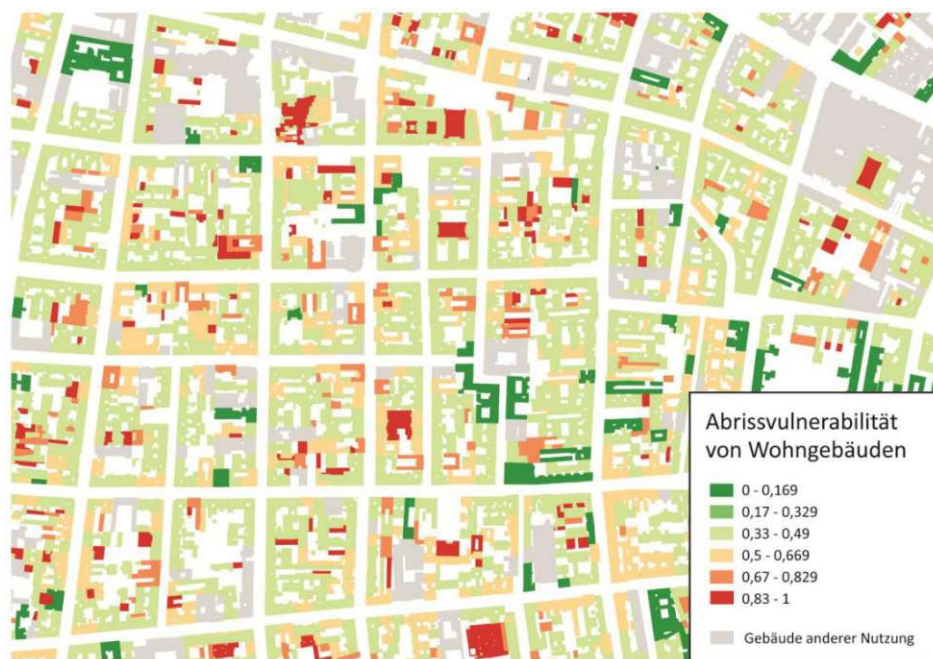 Abrissvulnerabilität
von Wohngebäuden
0 - 0,169
0,17 - 0,329
0,33 - 0,49
0,5 - 0,669
0,67 - 0,829
0,83 - 1
Gebäude anderer Nutzung